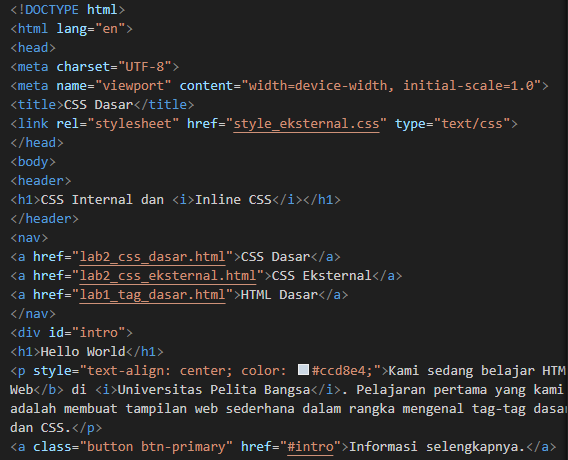 <!DOCTYPE html>
<html lang="en">
<head>
<meta charset="UTF-8">
<meta name="viewport" content="width=device-width, initial-scale=1.0">
<title>CSS Dasar</title>
<link rel="stylesheet" href="style_eksternal.css" type="text/css">
</head>
<body>
<header>
<h1>CSS Internal dan <i>Inline CSS</i></h1>
</header>
<nav>
<a href="lab2_css_dasar.html">CSS Dasar</a>
<a href="lab2_css_eksternal.html">CSS Eksternal</a>
<a href="lab1_tag_dasar.html">HTML Dasar</a>
</nav>
<div id="intro">
<h1>Hello World</h1>
<p style="text-align: center; color: #ccd8e4;">Kami sedang belajar HTM
Web</b> di <i>Universitas Pelita Bangsa</i>. Pelajaran pertama yang kami
adalah membuat tampilan web sederhana dalam rangka mengenal tag-tag dasar
dan CSS.</p>
<a class="button btn-primary" href="#intro">Informasi selengkapnya.</a>